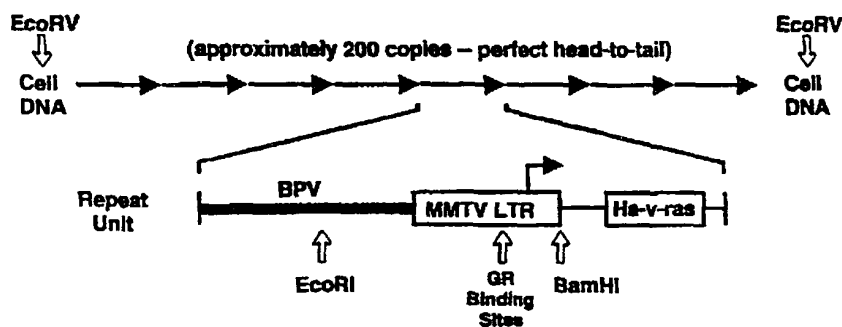 EcoRV
EcoRV
(approximately 200 copies – perfect head-to-tail)
Cell
DNA
Cell
DNA
Repeat
Unit
BPV
MMTV LTR
Ha-v-ras
EcoRI
GR
Binding
Sites
BamHI